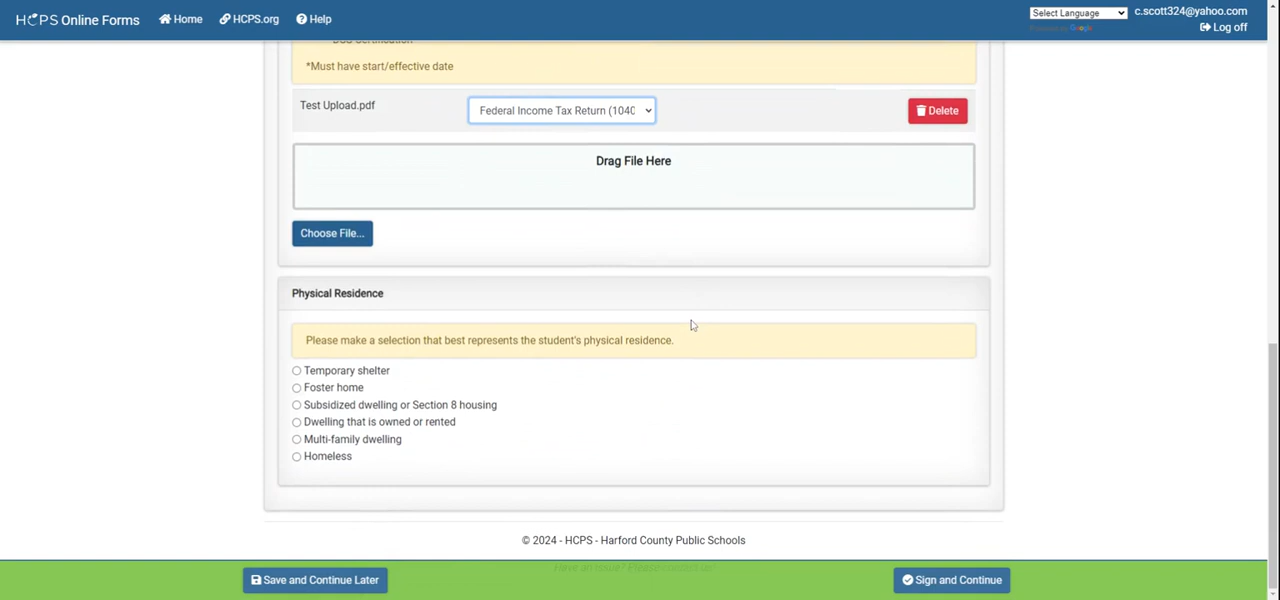 HCPS Online Forms
Home
HCPS.org
Help
Select Language
c.scott324@yahoo.com
Log off
*Must have start/effective date
Test Upload.pdf
Federal Income Tax Return (1040
Delete
Drag File Here
Choose File...
Physical Residence
Please make a selection that best represents the student's physical residence.
Temporary shelter
Foster home
Subsidized dwelling or Section 8 housing
Dwelling that is owned or rented
Multi-family dwelling
Homeless
© 2024 - HCPS - Harford County Public Schools
Have an issue? Please
Save and Continue Later
Sign and Continue